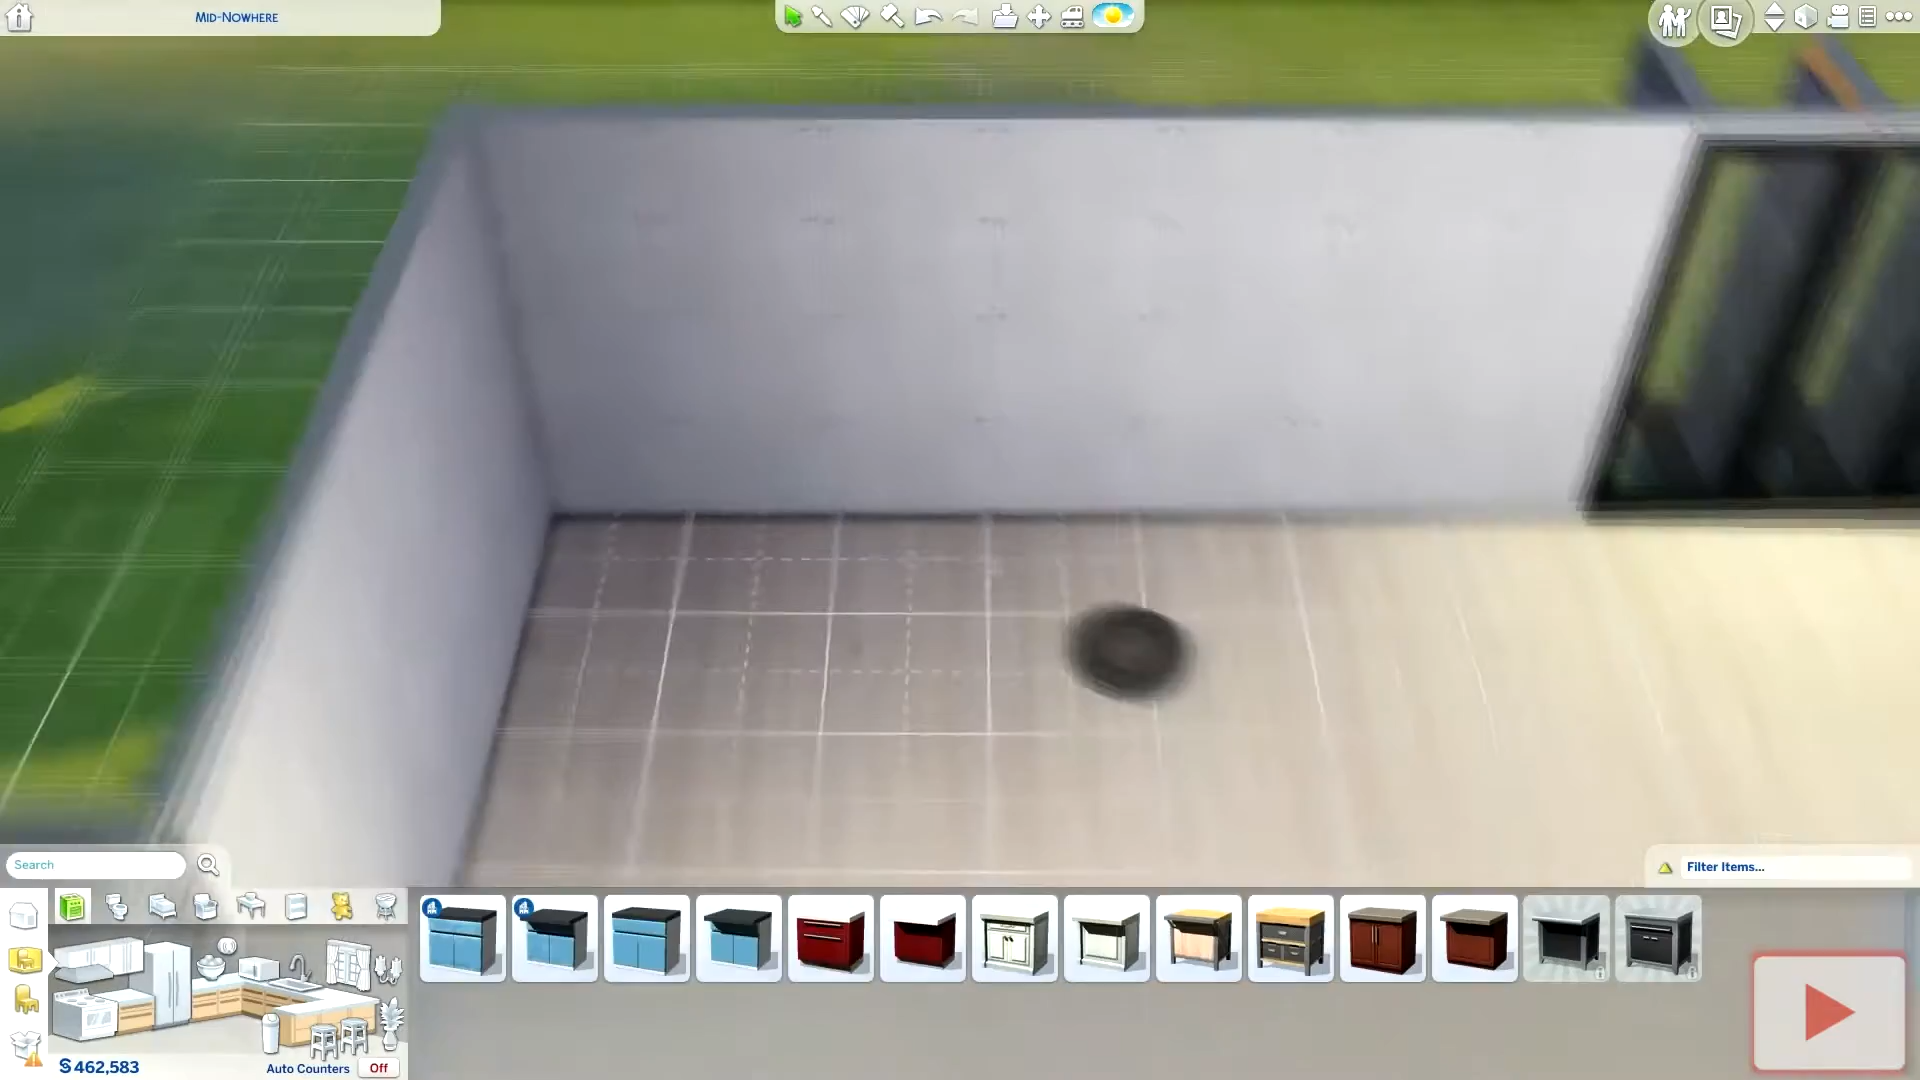 MID-NOWHERE
Search
Filter Items...
§462,583
Auto Counters Off